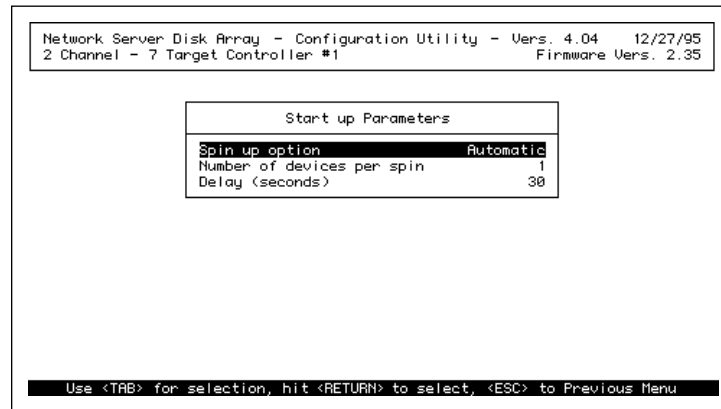 Network Server Disk Array - Configuration Utility - Vers. 4.04 12/27/95
2 Channel - 7 Target Controller #1 Firmware Vers. 2.35
Start up Parameters
Spin up option Automatic
Number of devices per spin 1
Delay (seconds) 30
Use <TAB> for selection, hit <RETURN> to select, <ESC> to Previous Menu